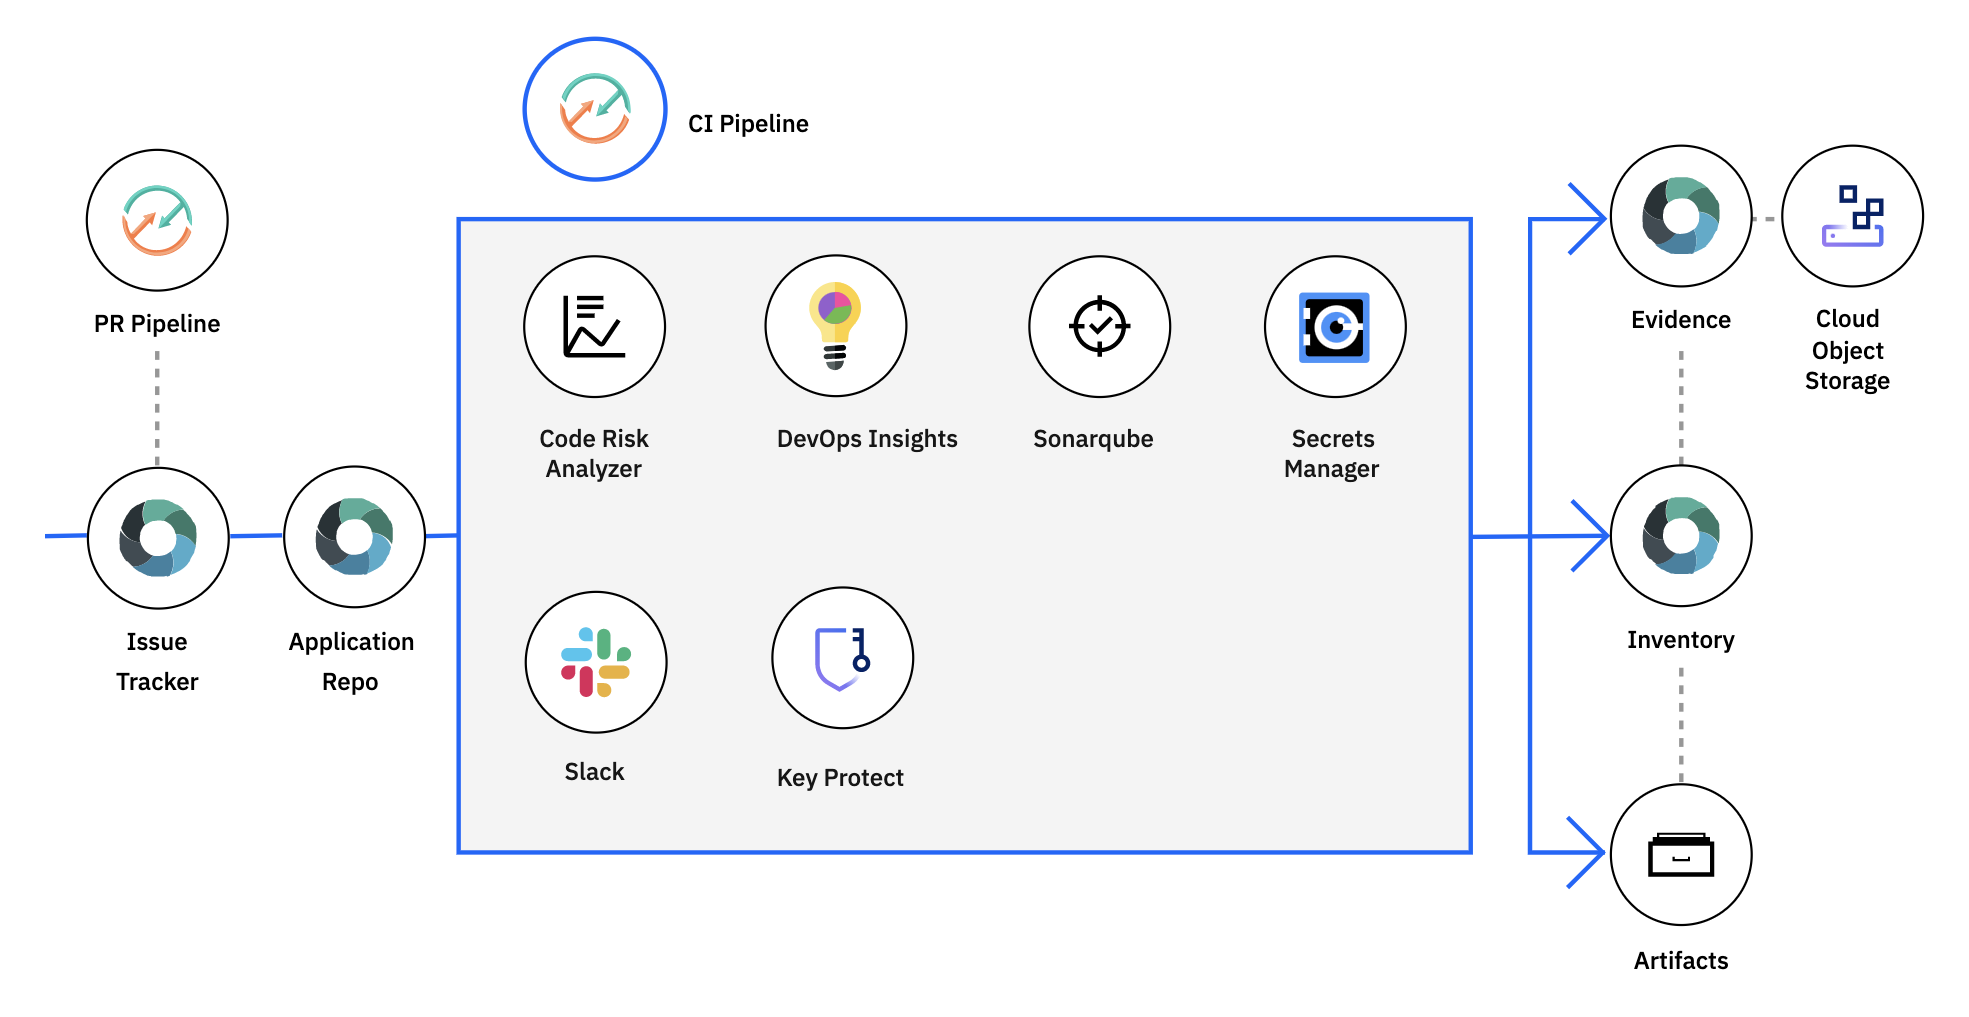 CI Pipeline
PR Pipeline
Evidence
Cloud
Object
Storage
Code Risk
Analyzer
DevOps Insights
Sonarqube
Secrets
Manager
Issue
Tracker
Application
Repo
Inventory
Slack
Key Protect
Artifacts